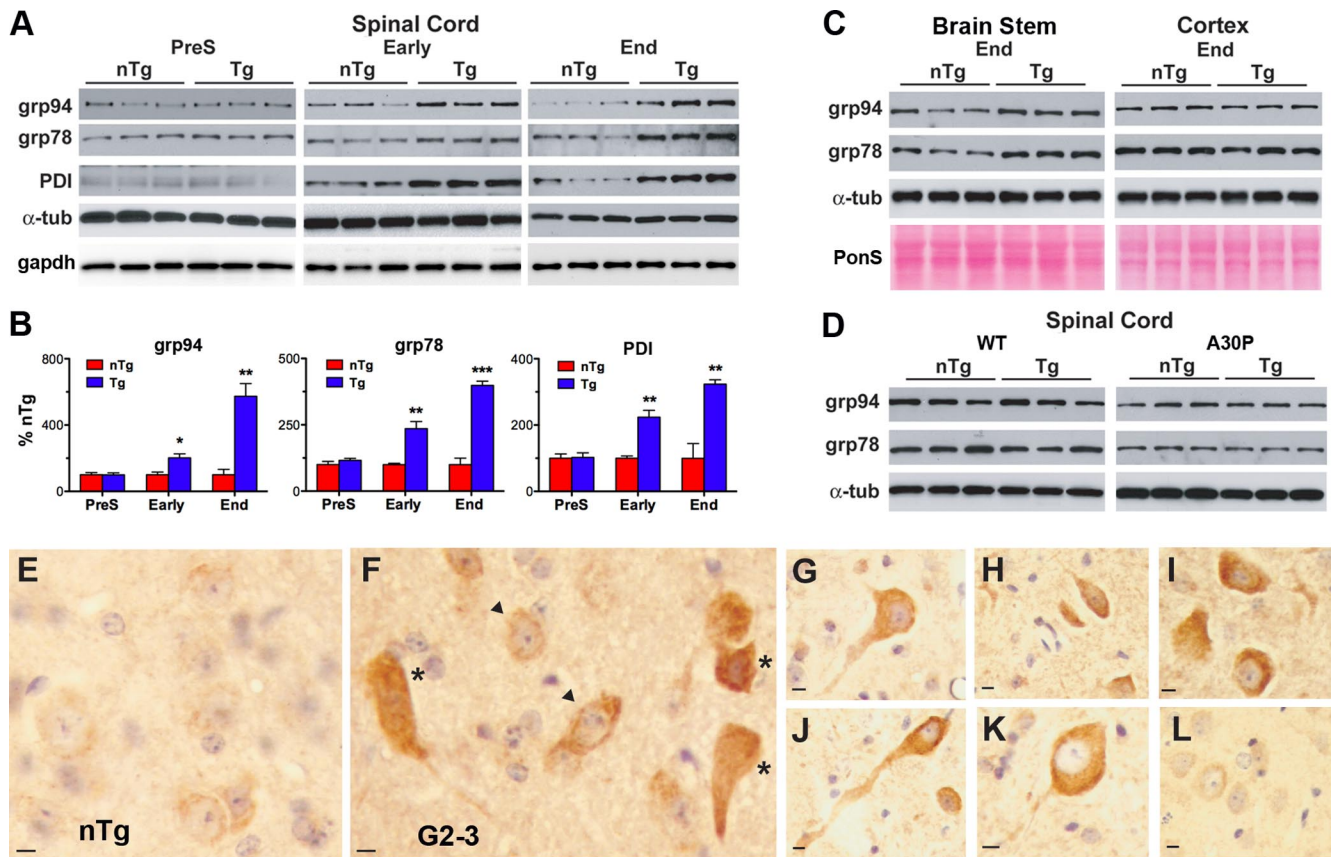 A
Spinal Cord
PreS
Early
End
nTg
Tg
nTg
Tg
nTg
Tg
grp94
grp78
PDI
α-tub
gapdh
B
grp94
grp78
PDI
% nTg
800
400
0
nTg
Tg
*
**
PreS
Early
End
500
250
0
nTg
Tg
**
***
PreS
Early
End
400
200
0
nTg
Tg
**
**
PreS
Early
End
C
Brain Stem
Cortex
End
End
nTg
Tg
nTg
Tg
grp94
grp78
α-tub
PonS
D
Spinal Cord
WT
A30P
nTg
Tg
nTg
Tg
grp94
grp78
α-tub
E
nTg
F
*
*
*
G2-3
G
H
I
J
K
L